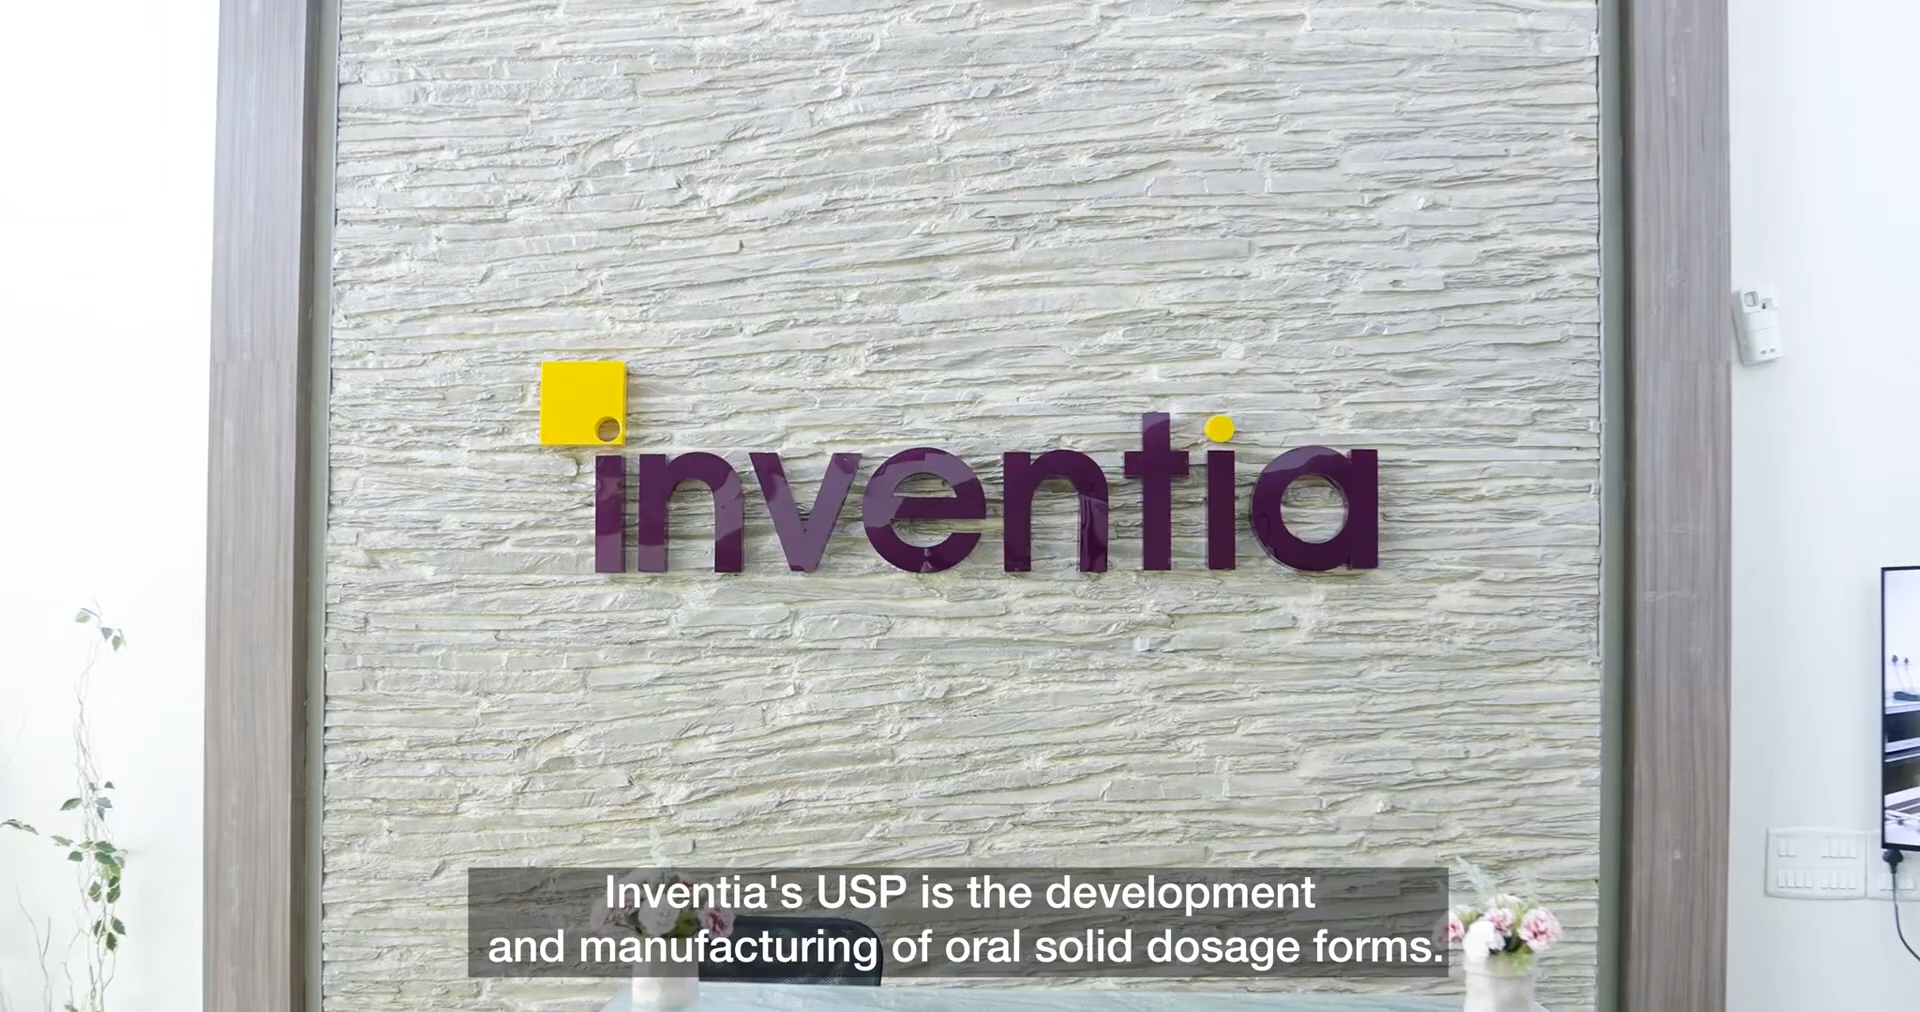 inventia
Inventia's USP is the development
and manufacturing of oral solid dosage forms.